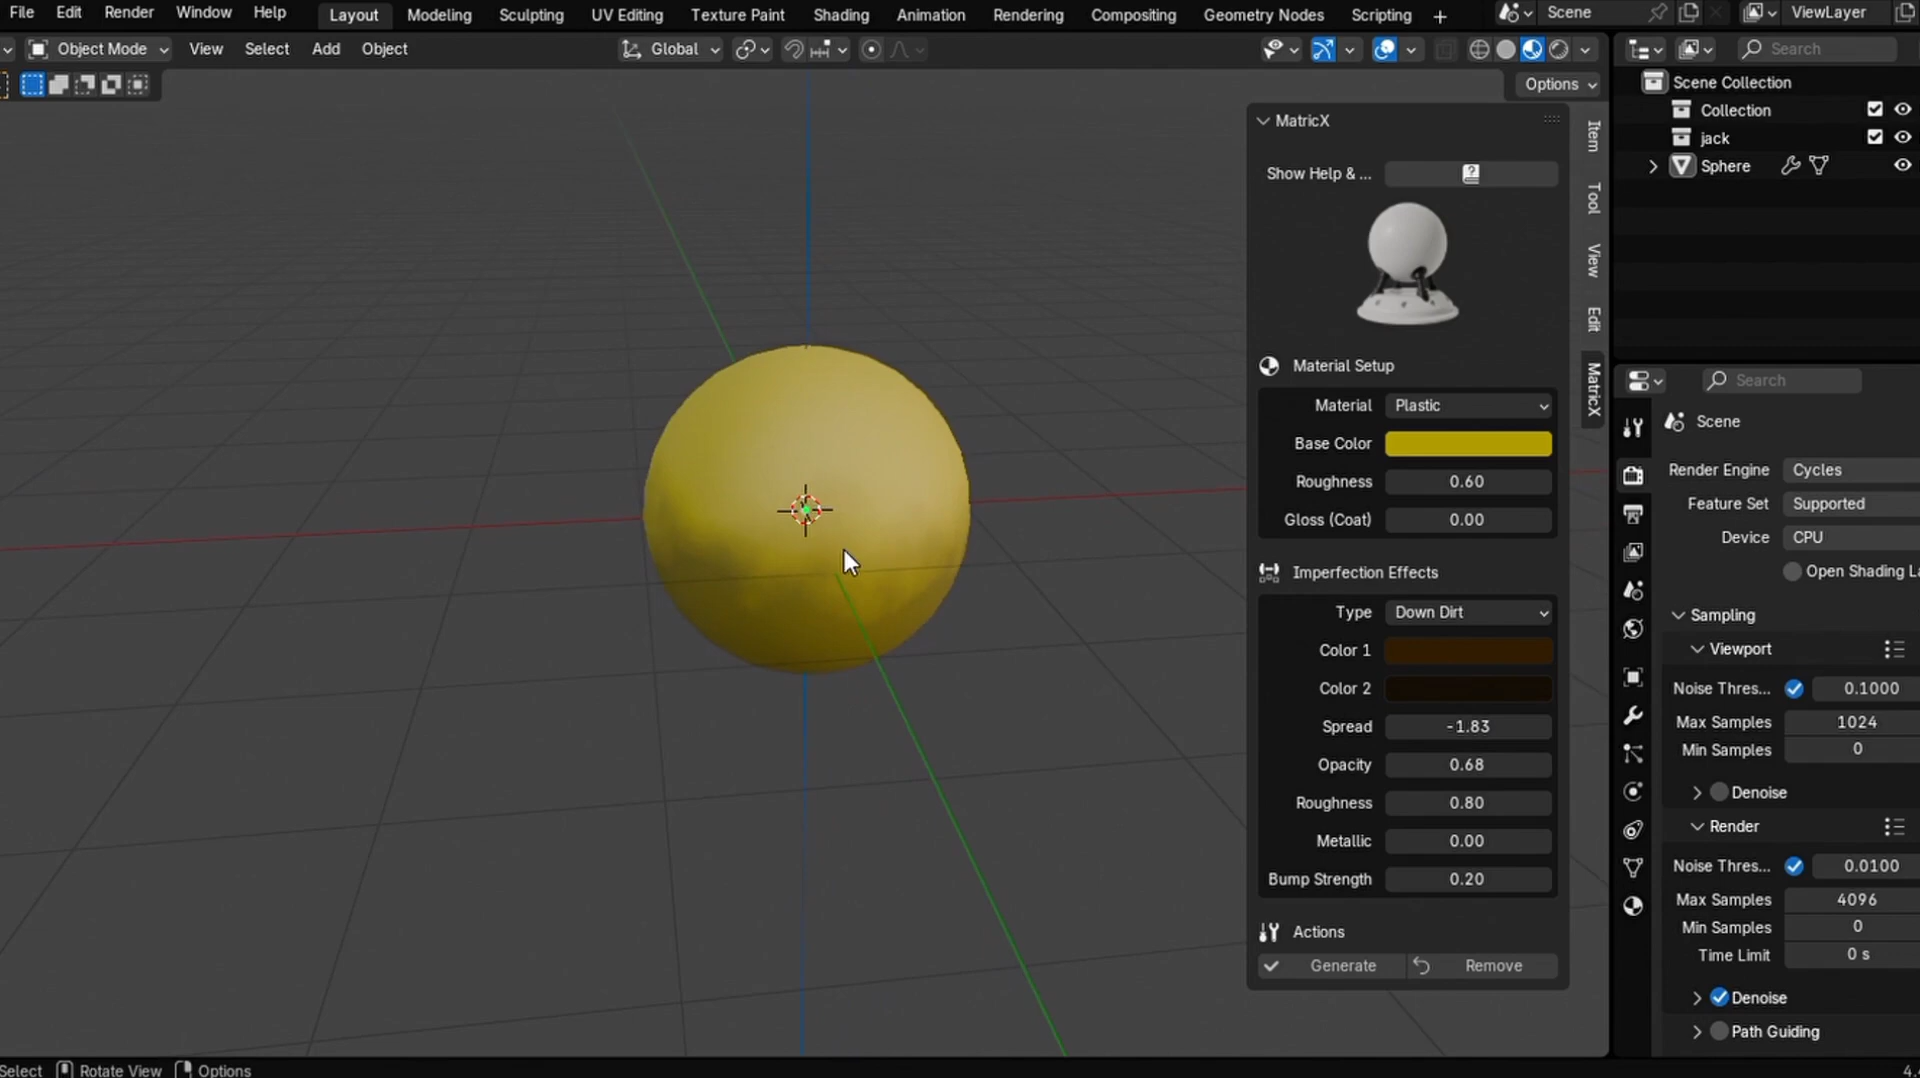 File Edit Render Window Help Layout Modeling Sculpting UV Editing Texture Paint Shading Animation Rendering Compositing Geometry Nodes Scripting + Scene ViewLayer
Object Mode View Select Add Object Global Search
Options
Scene Collection
Collection
jack
Sphere
MatricX
Show Help & ...
Material Setup
Material Plastic
Base Color
Roughness 0.60
Gloss (Coat) 0.00
Imperfection Effects
Type Down Dirt
Color 1
Color 2
Spread -1.83
Opacity 0.68
Roughness 0.80
Metallic 0.00
Bump Strength 0.20
Actions
Generate Remove
Item
Tool
View
Edit
MatricX
Search
Scene
Render Engine Cycles
Feature Set Supported
Device CPU
Open Shading La
Sampling
Viewport
Noise Thres... 0.1000
Max Samples 1024
Min Samples 0
Denoise
Render
Noise Thres... 0.0100
Max Samples 4096
Min Samples 0
Time Limit 0 s
Denoise
Path Guiding
Select Rotate View Options 4.